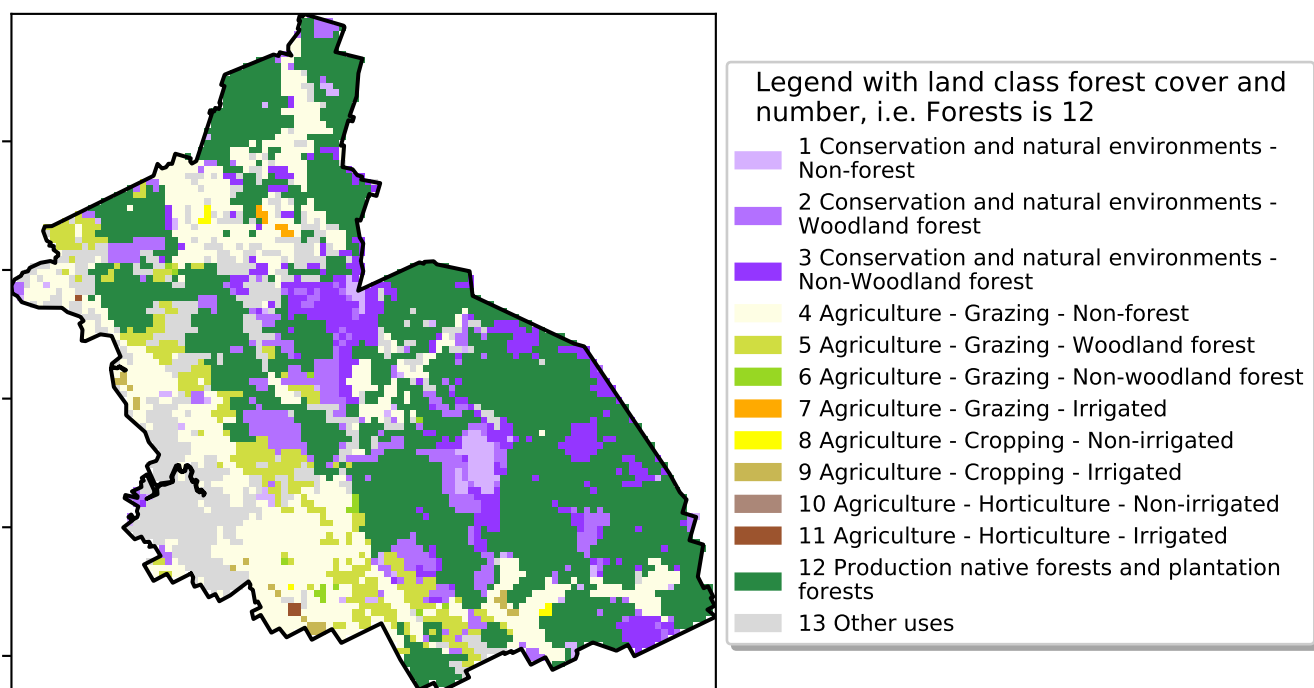 Legend with land class forest cover and
number, i.e. Forests is 12
1 Conservation and natural environments -
Non-forest
2 Conservation and natural environments -
Woodland forest
3 Conservation and natural environments -
Non-Woodland forest
4 Agriculture - Grazing - Non-forest
5 Agriculture - Grazing - Woodland forest
6 Agriculture - Grazing - Non-woodland forest
7 Agriculture - Grazing - Irrigated
8 Agriculture - Cropping - Non-irrigated
9 Agriculture - Cropping - Irrigated
10 Agriculture - Horticulture - Non-irrigated
11 Agriculture - Horticulture - Irrigated
12 Production native forests and plantation
forests
13 Other uses